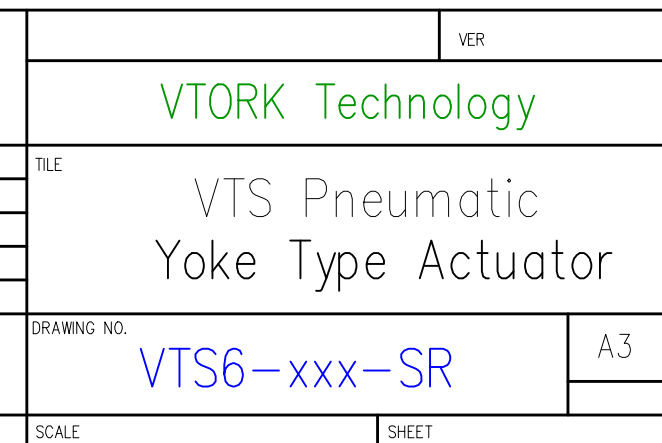 VER
VTORK Technology
TILE
VTS Pneumatic
Yoke Type Actuator
DRAWING NO.
VTS6-xxx-SR
A3
SCALE
SHEET